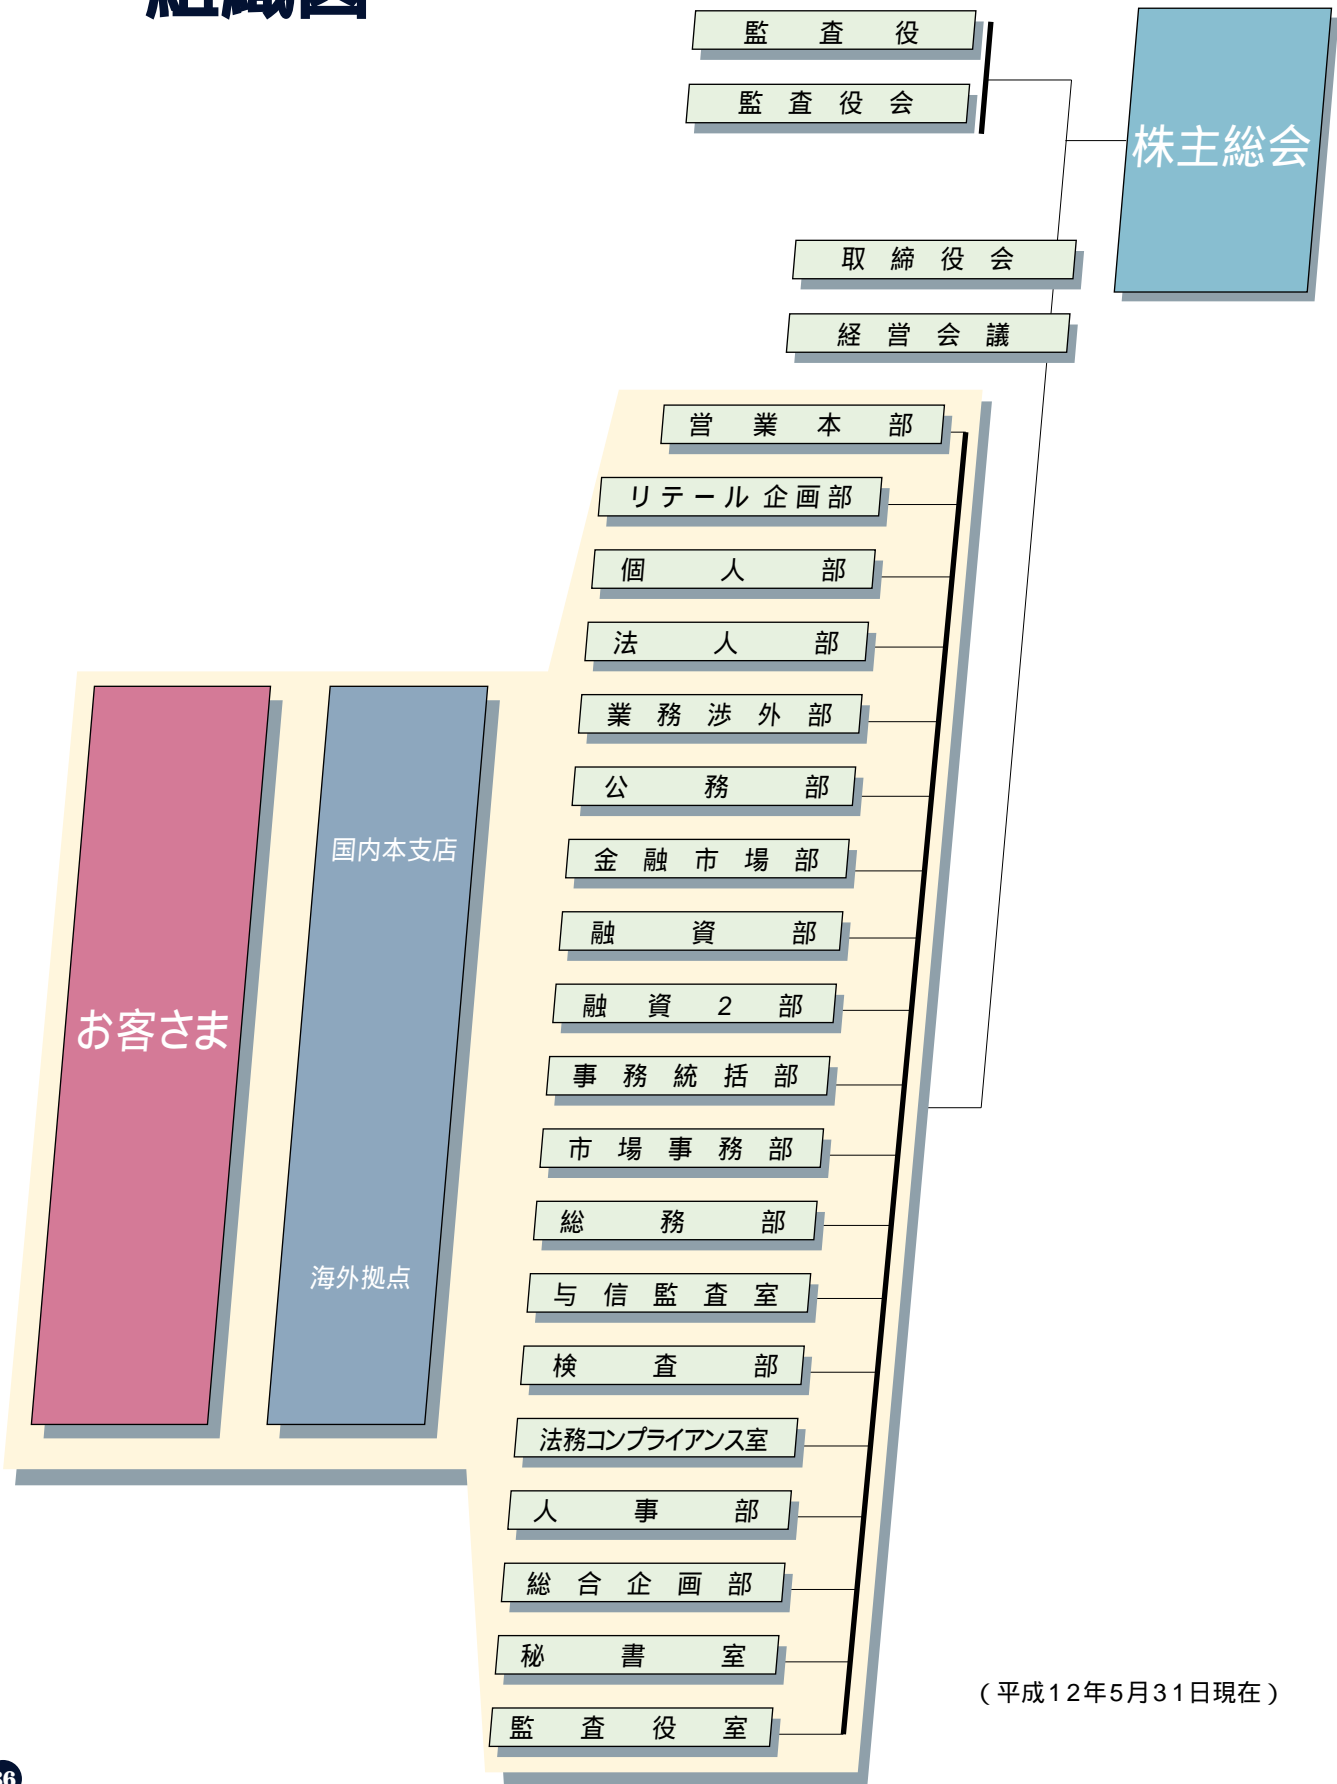 組織図
監査役
監査役会
株主総会
取締役会
経営会議
営業本部
リテール企画部
個人部
法人部
業務渉外部
公務部
金融市場部
融資部
融資2部
事務統括部
市場事務部
総務部
与信監査室
検査部
法務コンプライアンス室
人事部
総合企画部
秘書室
監査役室
国内本支店
海外拠点
お客さま
(平成12年5月31日現在)